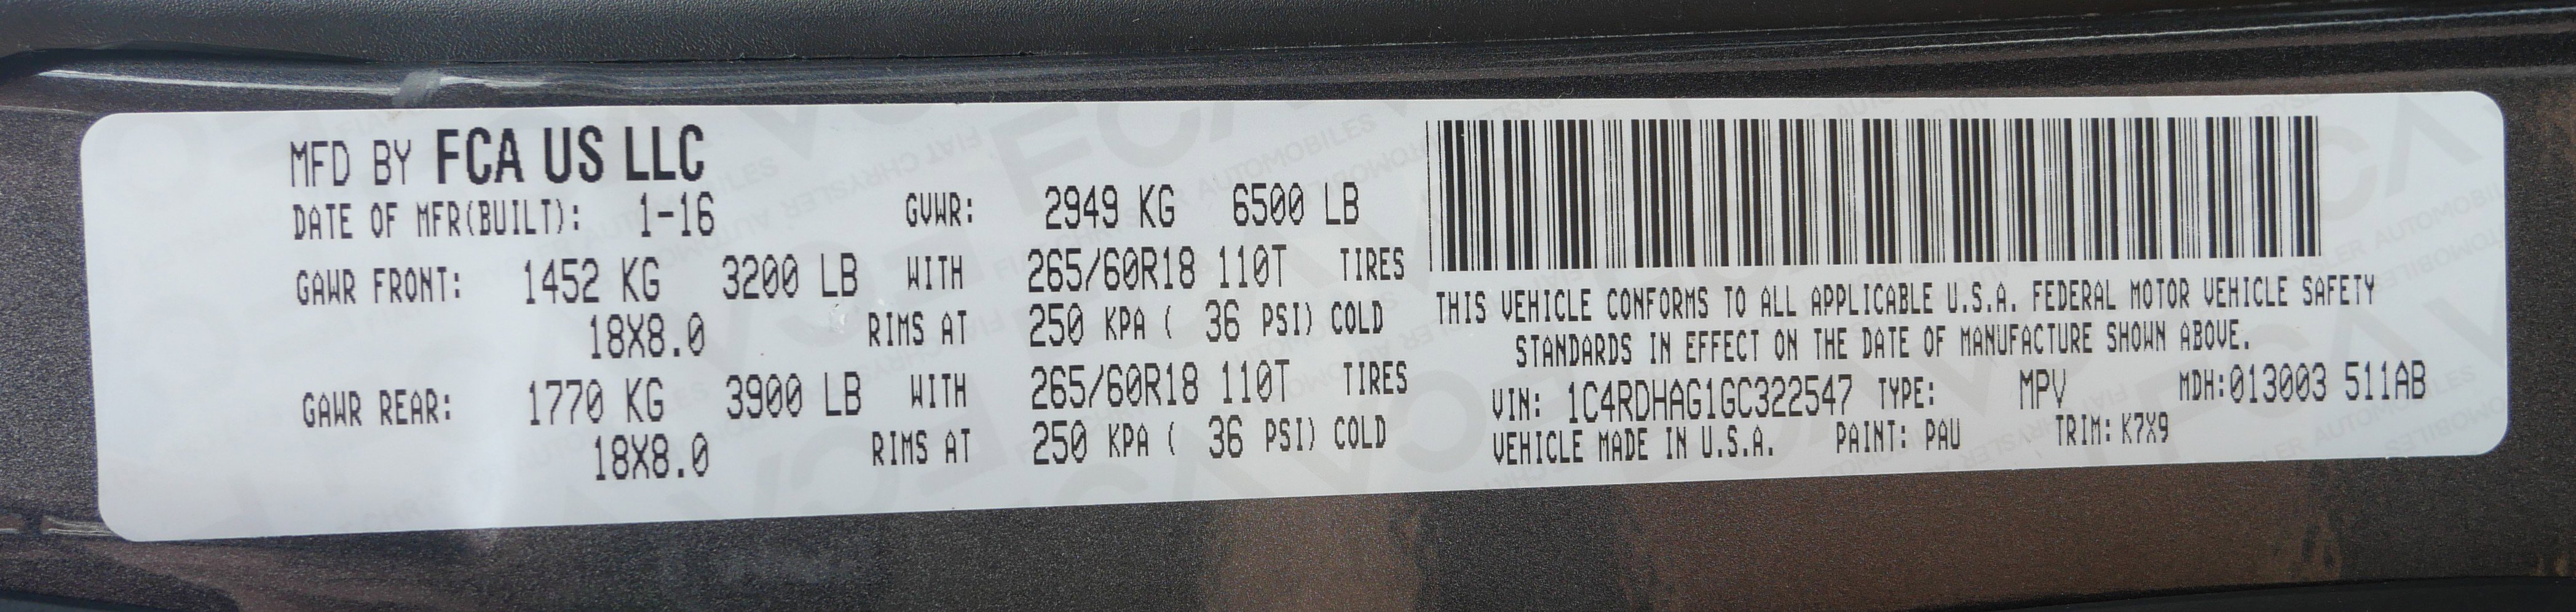 MFD BY FCA US LLC
DATE OF MFR(BUILT): 1-16 GVWR: 2949 KG 6500 LB
GAWR FRONT: 1452 KG 3200 LB WITH 265/60R18 110T TIRES
18X8.0 RIMS AT 250 KPA ( 36 PSI) COLD
GAWR REAR: 1770 KG 3900 LB WITH 265/60R18 110T TIRES
18X8.0 RIMS AT 250 KPA ( 36 PSI) COLD
THIS VEHICLE CONFORMS TO ALL APPLICABLE U.S.A. FEDERAL MOTOR VEHICLE SAFETY
STANDARDS IN EFFECT ON THE DATE OF MANUFACTURE SHOWN ABOVE.
VIN: 1C4RDHAG1GC322547 TYPE: MPV MDH:013003 511AB
VEHICLE MADE IN U.S.A. PAINT: PAU TRIM: K7X9